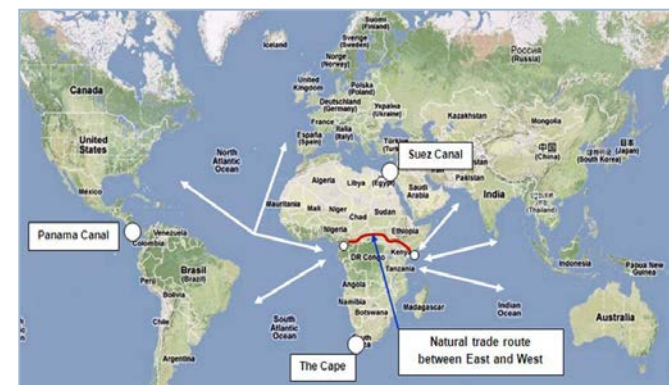 Suomi
(Finland)
Iceland
Sverige
(Sweden)
Norge
(Norway)
Россия
(Russia)
United
Kingdom
Polska
(Poland)
Canada
Deutschland
(Germany)
Україна
(Ukraine)
France
Kazakhstan
Mongolia
Italia
(Italy)
España
(Spain)
United
States
North
Atlantic
Ocean
Suez Canal
中国
(China)
日本
(Japan)
(South Korea)
Pakistan
Algeria
Libya
(Egypt)
Saudi
Arabia
India
México
Mauritania
Mali
Niger
Chad
Sudan
(Thailand)
Panama Canal
Venezuela
Colombia
Nigeria
Ethiopia
Kenya
DR Congo
Tanzania
Indonesia
Papua New
Guinea
Brasil
(Brazil)
Perú
Bolivia
Angola
Namibia
Botswana
Madagascar
Indian
Ocean
Australia
Chile
South
Atlantic
Ocean
Natural trade route
between East and West
The Cape
Argentina